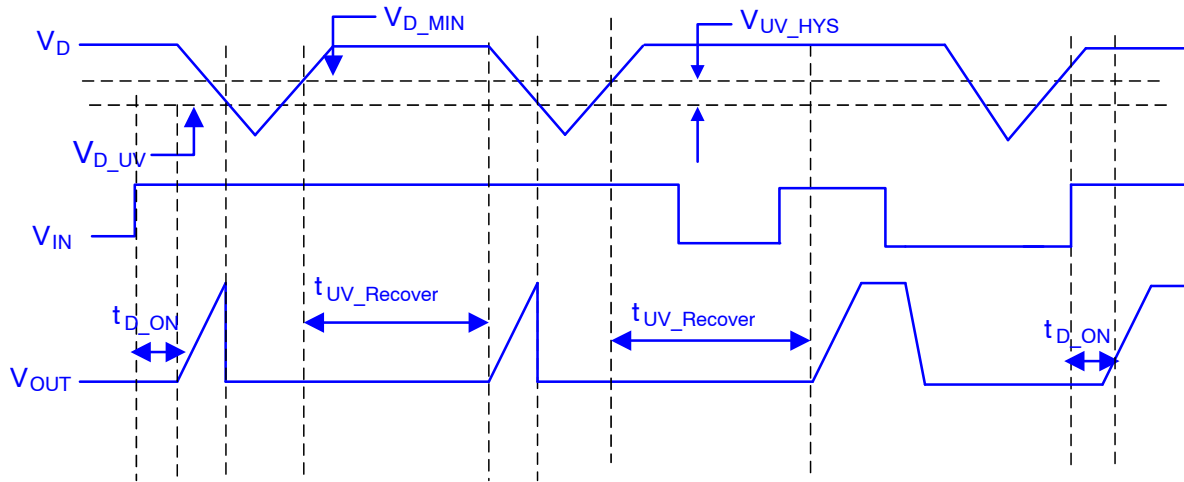 V_D_MIN
V_UV_HYS
V_D
V_D_UV
V_IN
t_UV_Recover
t_D_ON
t_UV_Recover
t_D_ON
V_OUT